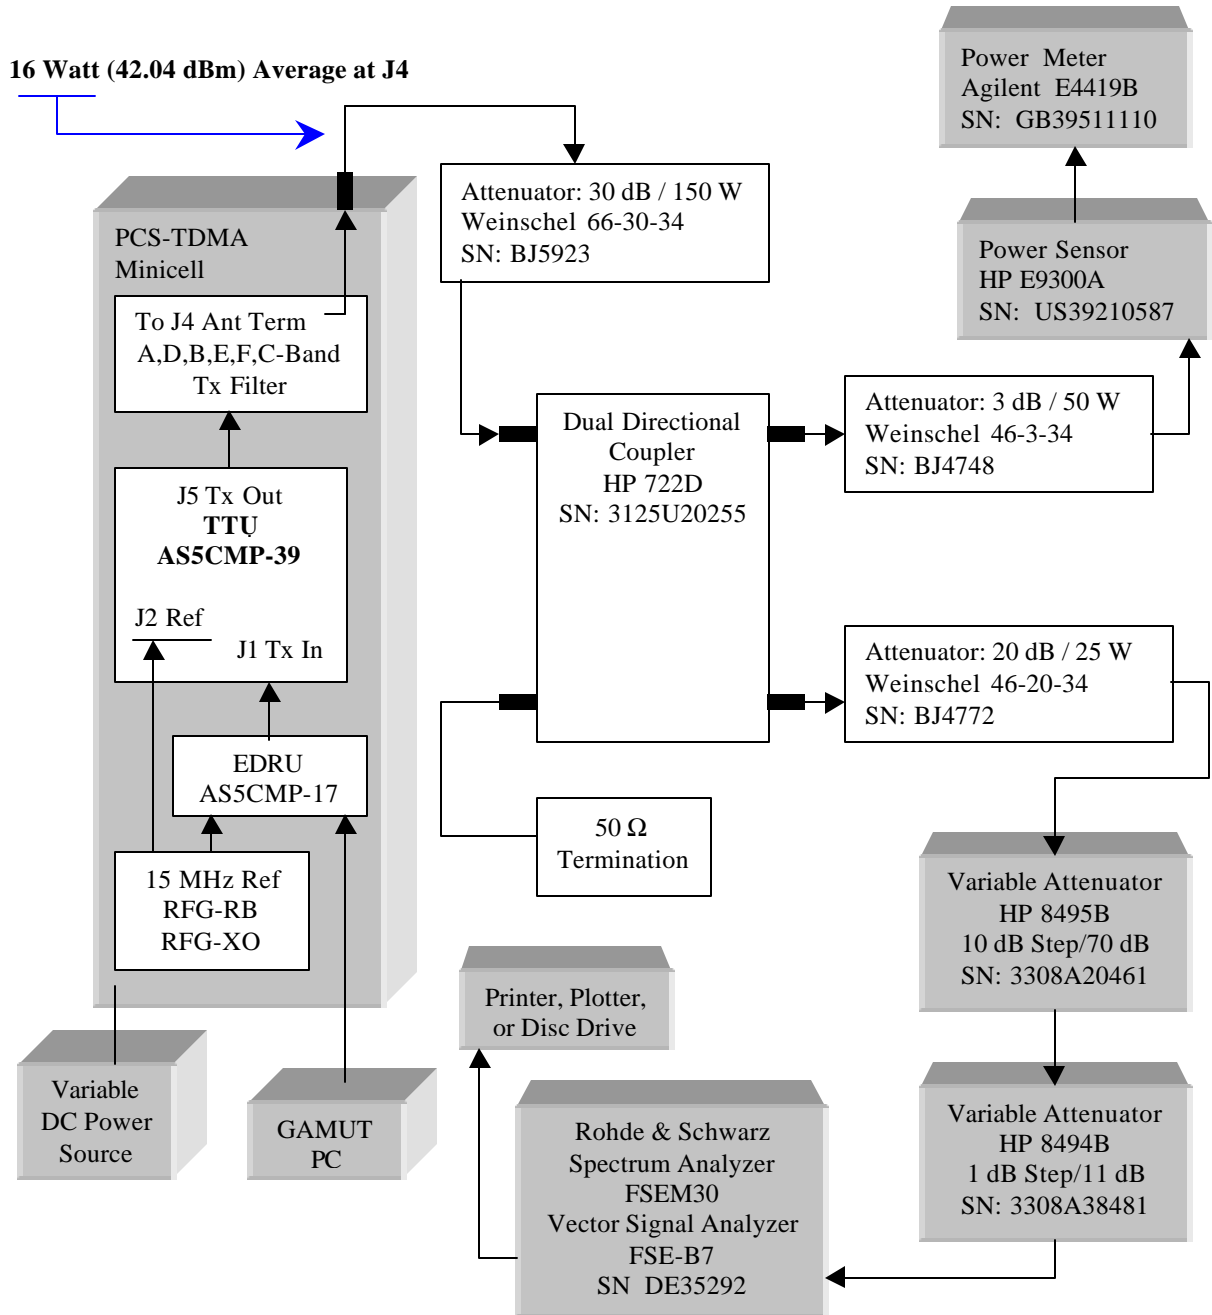 16 Watt (42.04 dBm) Average at J4
Power Meter
Agilent E4419B
SN: GB39511110
Attenuator: 30 dB / 150 W
Weinschel 66-30-34
SN: BJ5923
Power Sensor
HP E9300A
SN: US39210587
PCS-TDMA
Minicell
To J4 Ant Term
A,D,B,E,F,C-Band
Tx Filter
J5 Tx Out
TTU
AS5CMP-39
J2 Ref
J1 Tx In
EDRU
AS5CMP-17
15 MHz Ref
RFG-RB
RFG-XO
Variable
DC Power
Source
GAMUT
PC
Dual Directional
Coupler
HP 722D
SN: 3125U20255
Attenuator: 3 dB / 50 W
Weinschel 46-3-34
SN: BJ4748
Attenuator: 20 dB / 25 W
Weinschel 46-20-34
SN: BJ4772
50 Ω
Termination
Variable Attenuator
HP 8495B
10 dB Step/70 dB
SN: 3308A20461
Variable Attenuator
HP 8494B
1 dB Step/11 dB
SN: 3308A38481
Printer, Plotter,
or Disc Drive
Rohde & Schwarz
Spectrum Analyzer
FSEM30
Vector Signal Analyzer
FSE-B7
SN DE35292